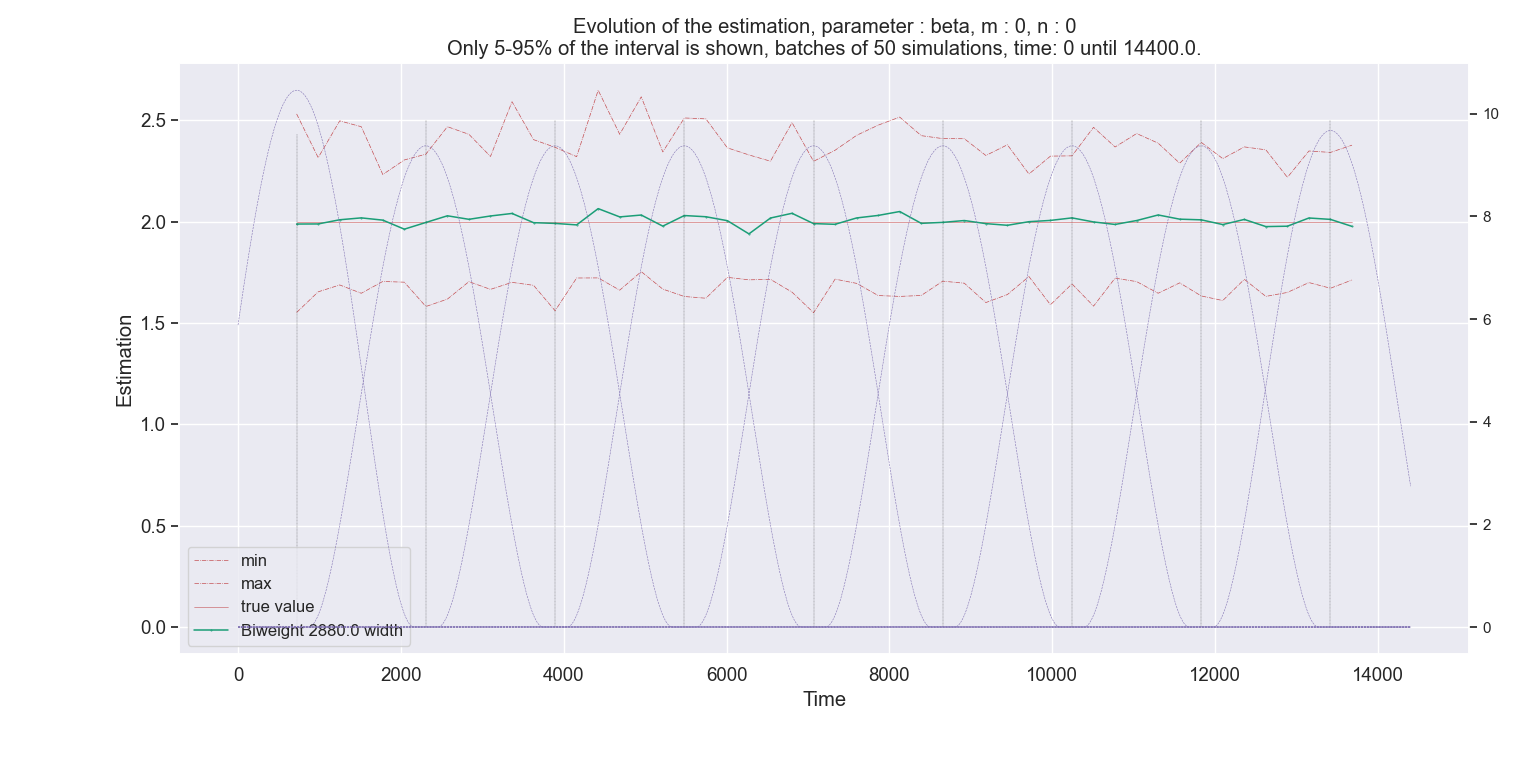 Evolution of the estimation, parameter : beta, m : 0, n : 0
Only 5-95% of the interval is shown, batches of 50 simulations, time: 0 until 14400.0.
2.5
2.0
1.5
1.0
0.5
0.0
Estimation
10
8
6
4
2
0
min
max
true value
Biweight 2880.0 width
0 2000 4000 6000 8000 10000 12000 14000
Time